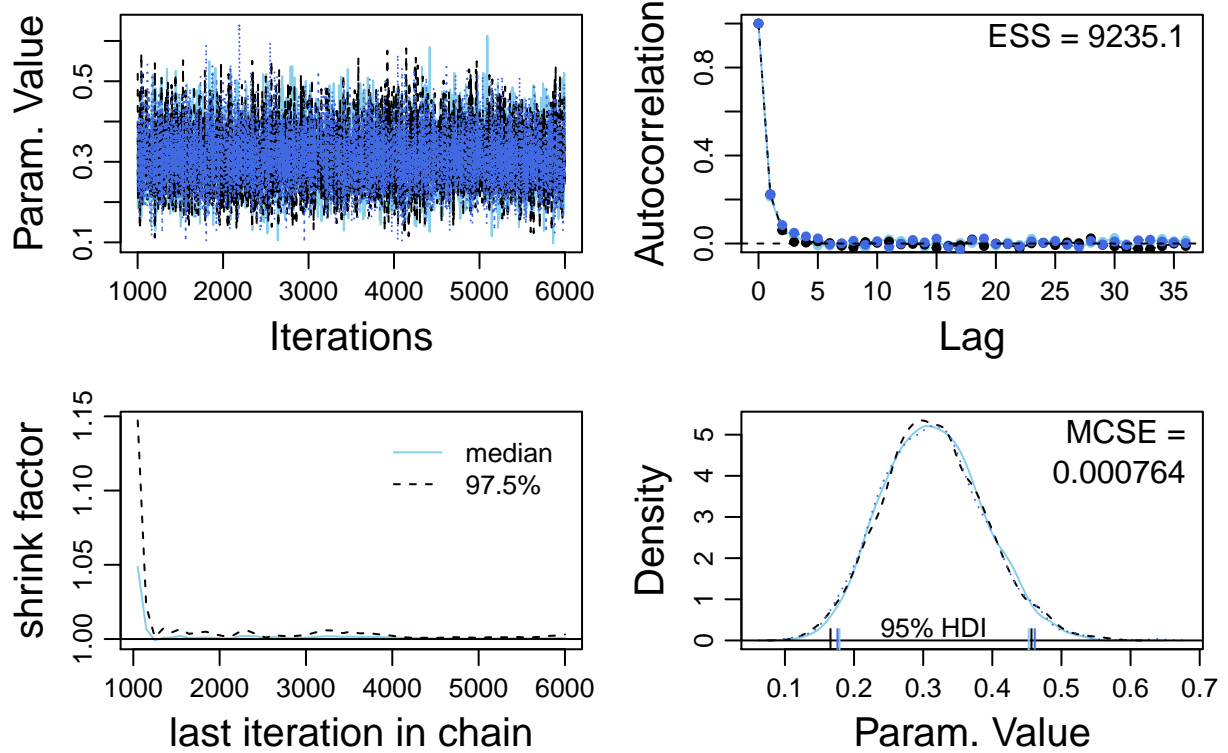 Param. Value
0.1 0.3 0.5
1000 2000 3000 4000 5000 6000
Iterations
Autocorrelation
0.0 0.4 0.8
ESS = 9235.1
0 5 10 15 20 25 30 35
Lag
shrink factor
1.00 1.05 1.10 1.15
median
97.5%
1000 2000 3000 4000 5000 6000
last iteration in chain
Density
0 1 2 3 4 5
MCSE =
0.000764
95% HDI
0.1 0.2 0.3 0.4 0.5 0.6 0.7
Param. Value